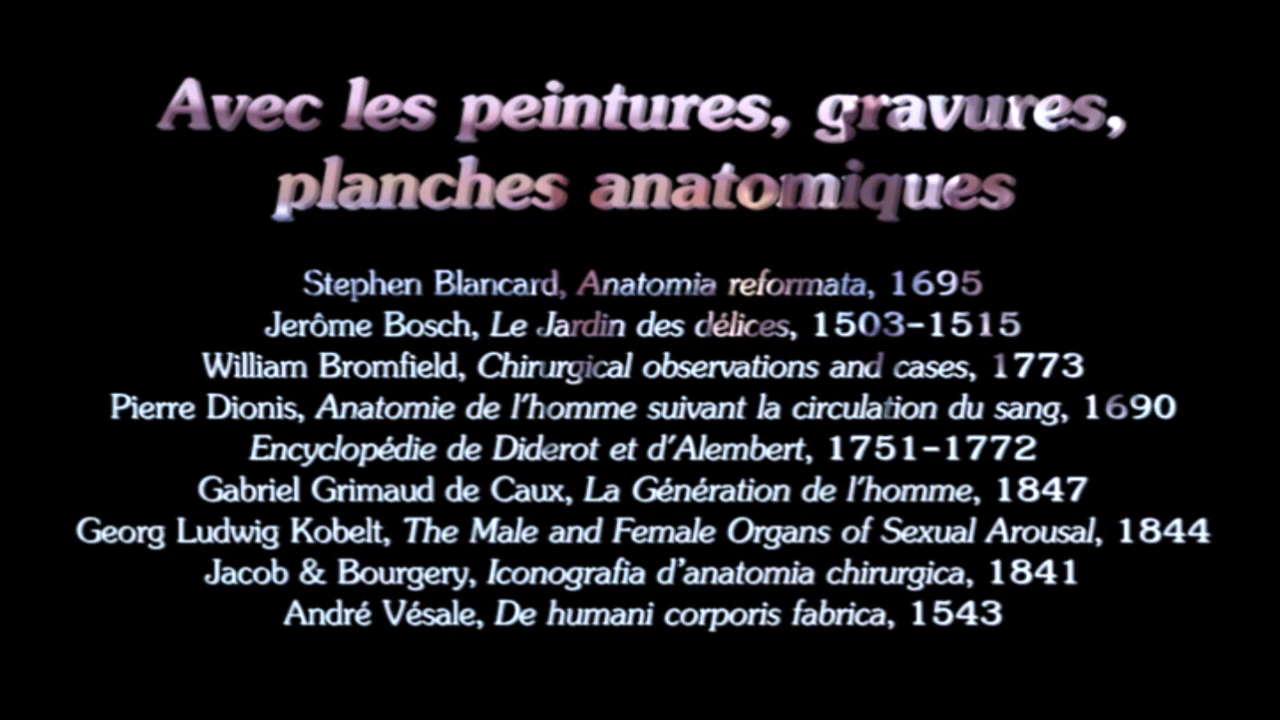 Avec les peintures, gravures,
planches anatomiques
Stephen Blancard, Anatomia reformata, 1695
Jerôme Bosch, Le Jardin des délices, 1503–1515
William Bromfield, Chirurgical observations and cases, 1773
Pierre Dionis, Anatomie de l'homme suivant la circulation du sang, 1690
Encyclopédie de Diderot et d'Alembert, 1751–1772
Gabriel Grimaud de Caux, La Génération de l'homme, 1847
Georg Ludwig Kobelt, The Male and Female Organs of Sexual Arousal, 1844
Jacob & Bourgery, Iconografia d'anatomia chirurgica, 1841
André Vésale, De humani corporis fabrica, 1543